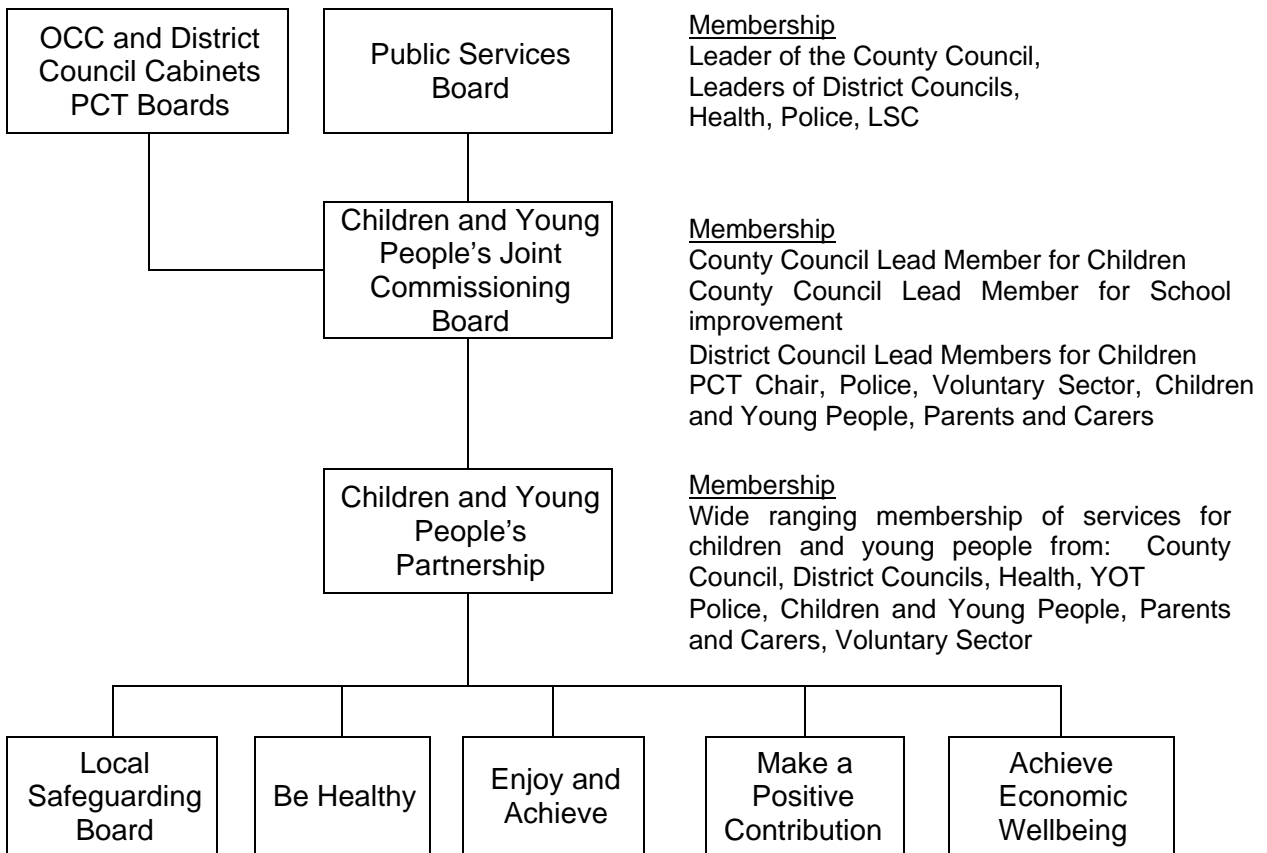 OCC and District
Council Cabinets
PCT Boards
Public Services
Board
Membership
Leader of the County Council,
Leaders of District Councils,
Health, Police, LSC
Children and Young
People's Joint
Commissioning
Board
Membership
County Council Lead Member for Children
County Council Lead Member for School
improvement
District Council Lead Members for Children
PCT Chair, Police, Voluntary Sector, Children
and Young People, Parents and Carers
Children and Young
People's
Partnership
Membership
Wide ranging membership of services for
children and young people from: County
Council, District Councils, Health, YOT
Police, Children and Young People, Parents
and Carers, Voluntary Sector
Local
Safeguarding
Board
Be Healthy
Enjoy and
Achieve
Make a
Positive
Contribution
Achieve
Economic
Wellbeing